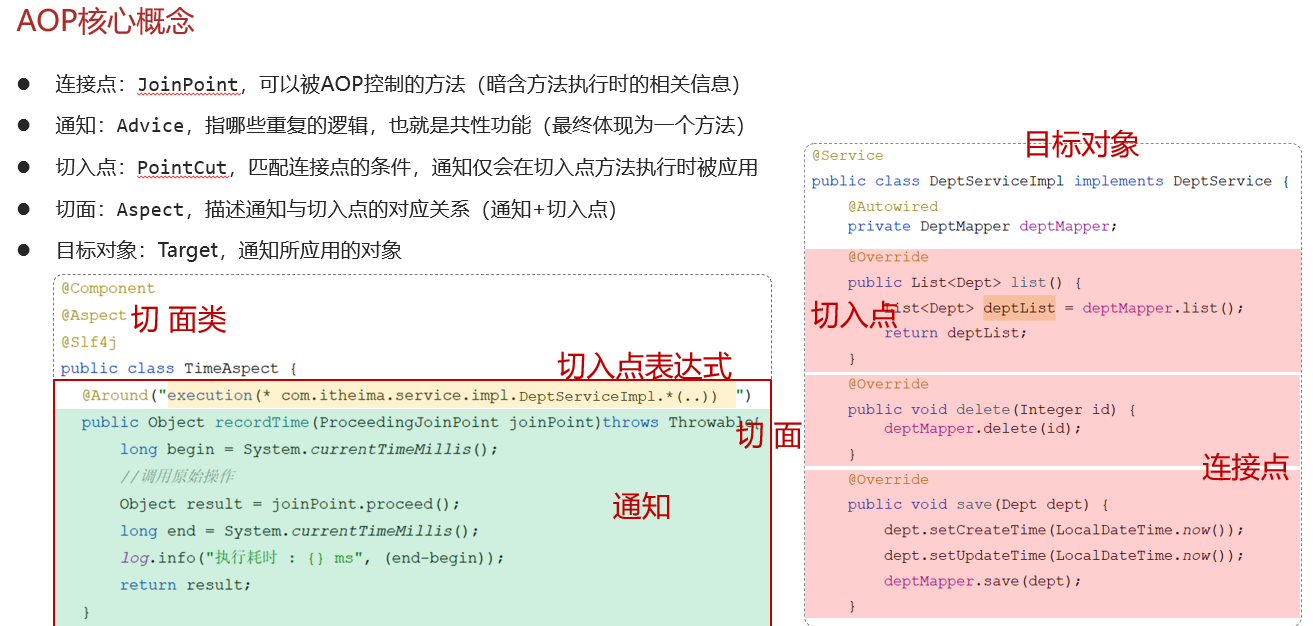 AOP核心概念
● 连接点：JoinPoint，可以被AOP控制的方法（暗含方法执行时的相关信息）
● 通知：Advice，指哪些重复的逻辑，也就是共性功能（最终体现为一个方法）
● 切入点：PointCut，匹配连接点的条件，通知仅会在切入点方法执行时被应用
● 切面：Aspect，描述通知与切入点的对应关系（通知+切入点）
● 目标对象：Target，通知所应用的对象
@Component
@Aspect 切 面类
@Slf4j
public class TimeAspect {
切入点表达式
@Around("execution(* com.itheima.service.impl.DeptServiceImpl.*(..)) ")
public Object recordTime(ProceedingJoinPoint joinPoint)throws Throwable{
切 面
long begin = System.currentTimeMillis();
//调用原始操作
Object result = joinPoint.proceed();
通知
long end = System.currentTimeMillis();
log.info("执行耗时 : {} ms", (end-begin));
return result;
}
目标对象
@Service
public class DeptServiceImpl implements DeptService {
@Autowired
private DeptMapper deptMapper;
@Override
public List<Dept> list() {
切入点
List<Dept> deptList = deptMapper.list();
return deptList;
}
@Override
public void delete(Integer id) {
deptMapper.delete(id);
}
连接点
@Override
public void save(Dept dept) {
dept.setCreateTime(LocalDateTime.now());
dept.setUpdateTime(LocalDateTime.now());
deptMapper.save(dept);
}